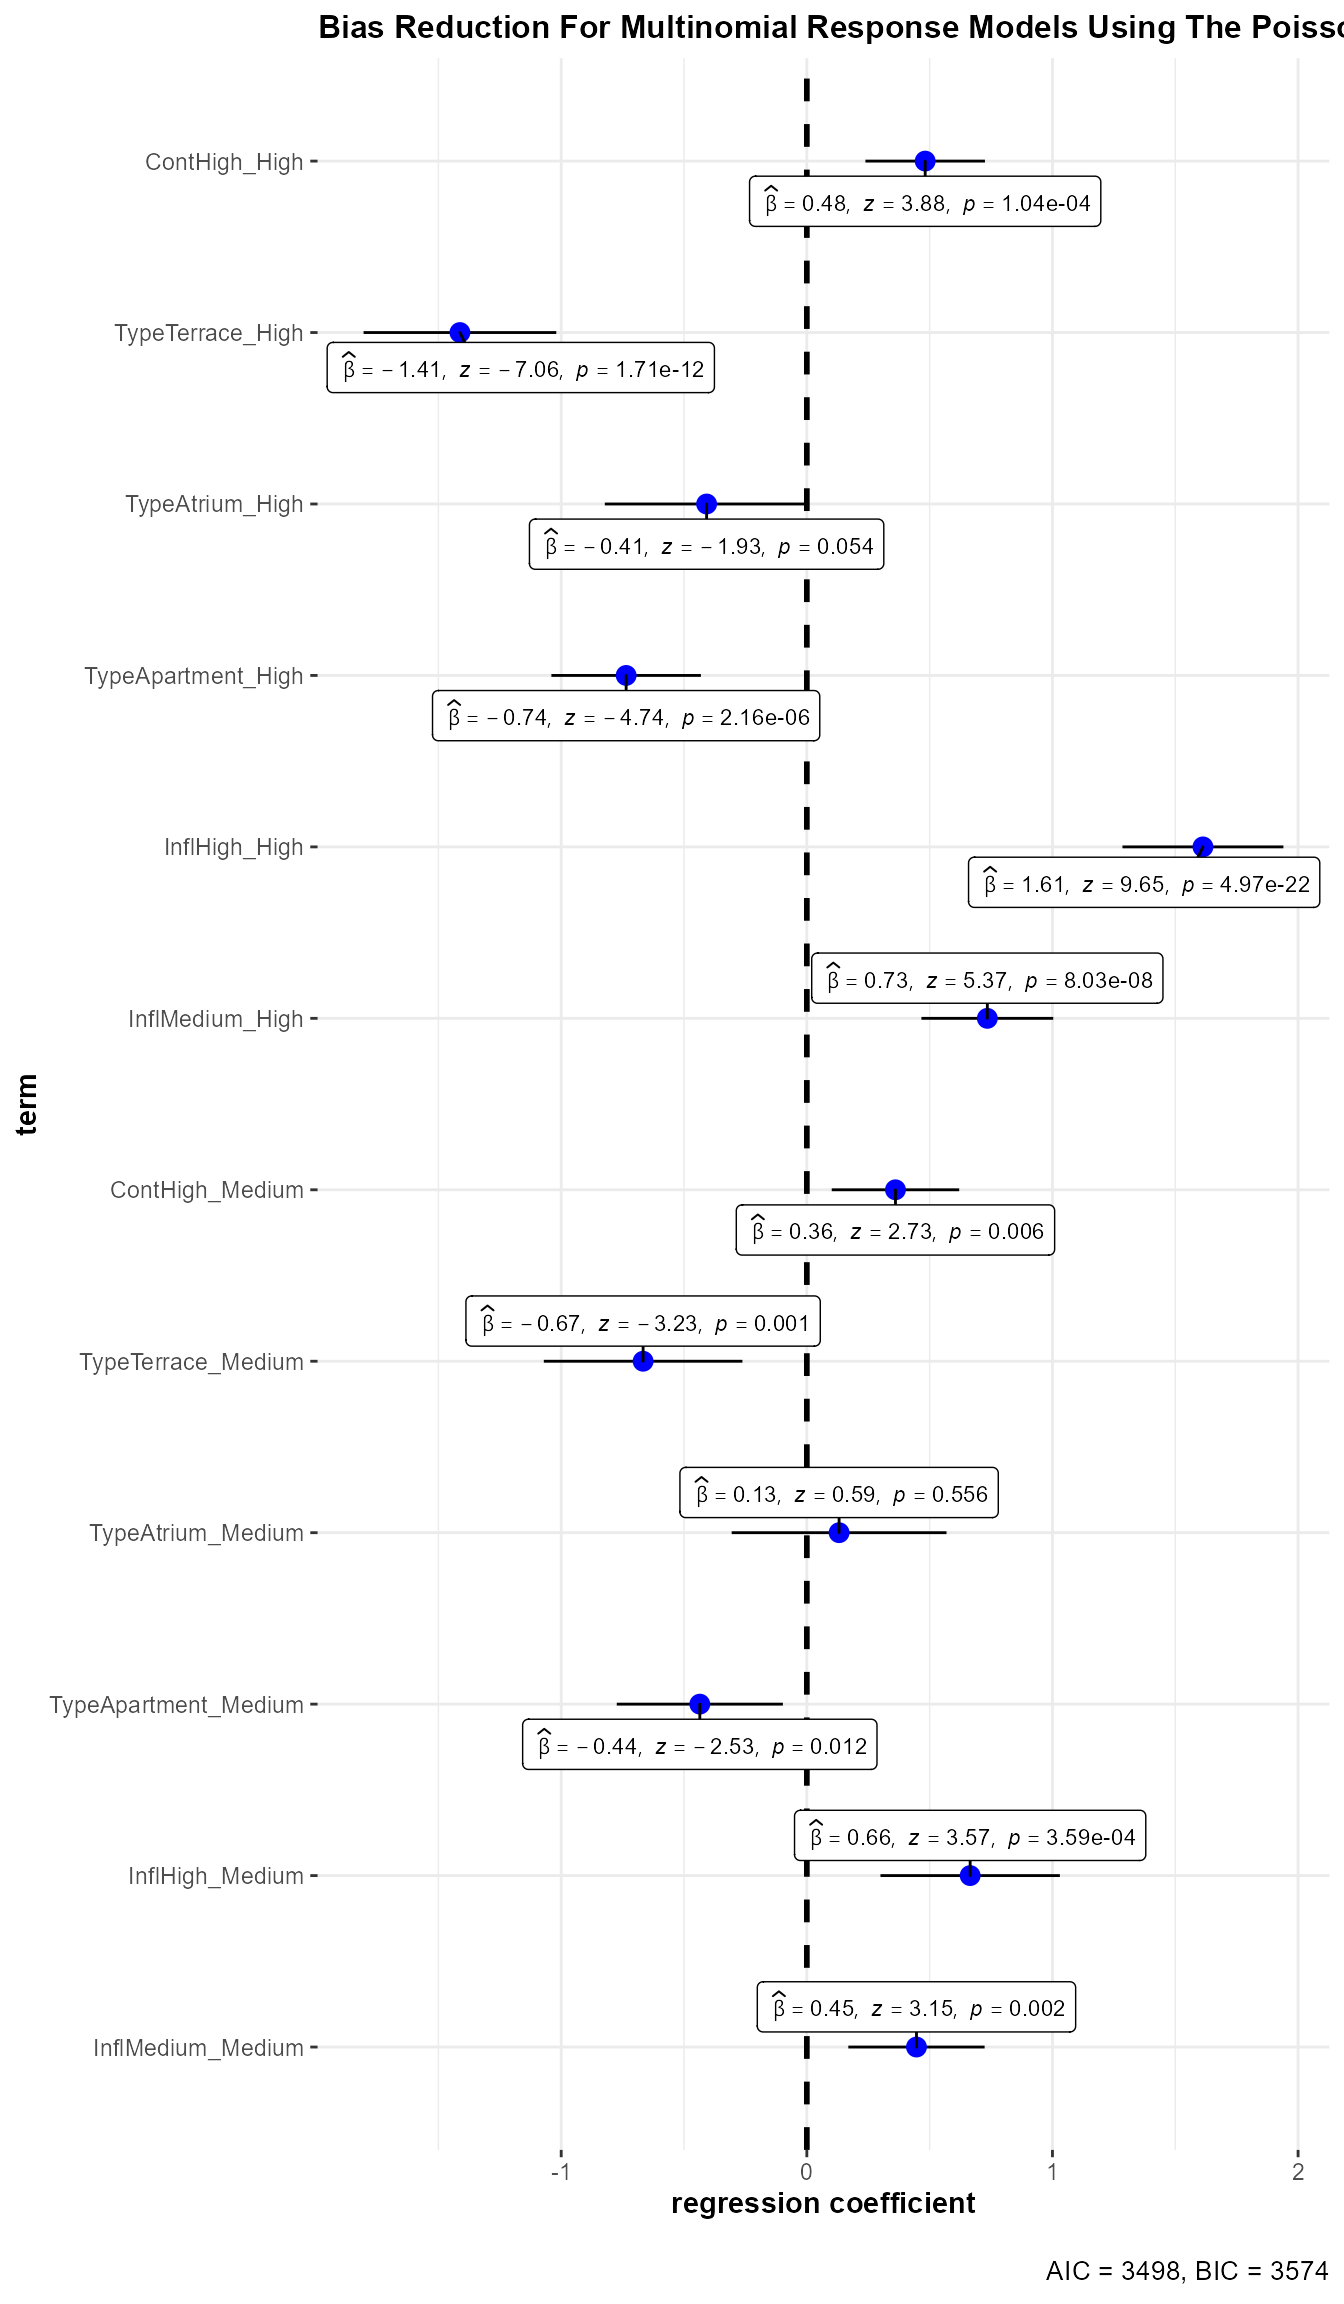 Bias Reduction For Multinomial Response Models Using The Poisso
ContHigh_High
β̂ = 0.48, z = 3.88, p = 1.04e-04
TypeTerrace_High
β̂ = −1.41, z = −7.06, p = 1.71e-12
TypeAtrium_High
β̂ = −0.41, z = −1.93, p = 0.054
TypeApartment_High
β̂ = −0.74, z = −4.74, p = 2.16e-06
InflHigh_High
β̂ = 1.61, z = 9.65, p = 4.97e-22
β̂ = 0.73, z = 5.37, p = 8.03e-08
InflMedium_High
term
ContHigh_Medium
β̂ = 0.36, z = 2.73, p = 0.006
β̂ = −0.67, z = −3.23, p = 0.001
TypeTerrace_Medium
β̂ = 0.13, z = 0.59, p = 0.556
TypeAtrium_Medium
TypeApartment_Medium
β̂ = −0.44, z = −2.53, p = 0.012
β̂ = 0.66, z = 3.57, p = 3.59e-04
InflHigh_Medium
β̂ = 0.45, z = 3.15, p = 0.002
InflMedium_Medium
-1 0 1 2
regression coefficient
AIC = 3498, BIC = 3574